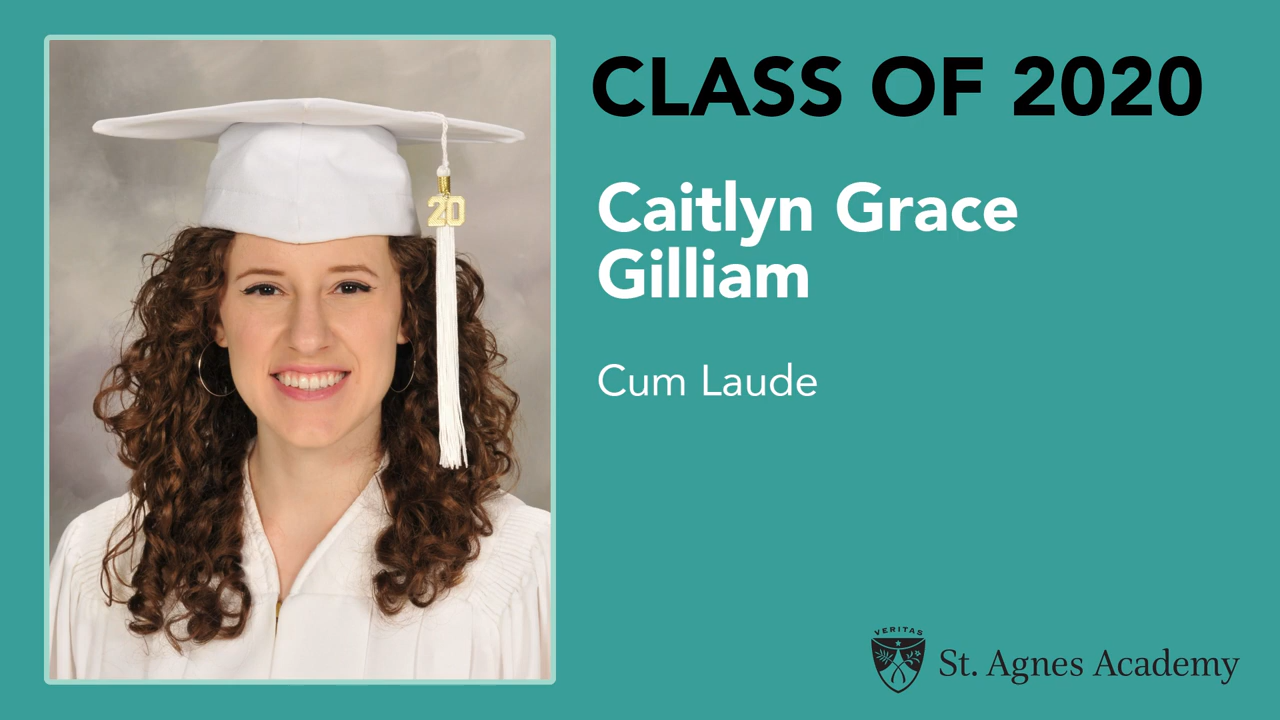 CLASS OF 2020
20
Caitlyn Grace
Gilliam
Cum Laude
VERITAS
St. Agnes Academy